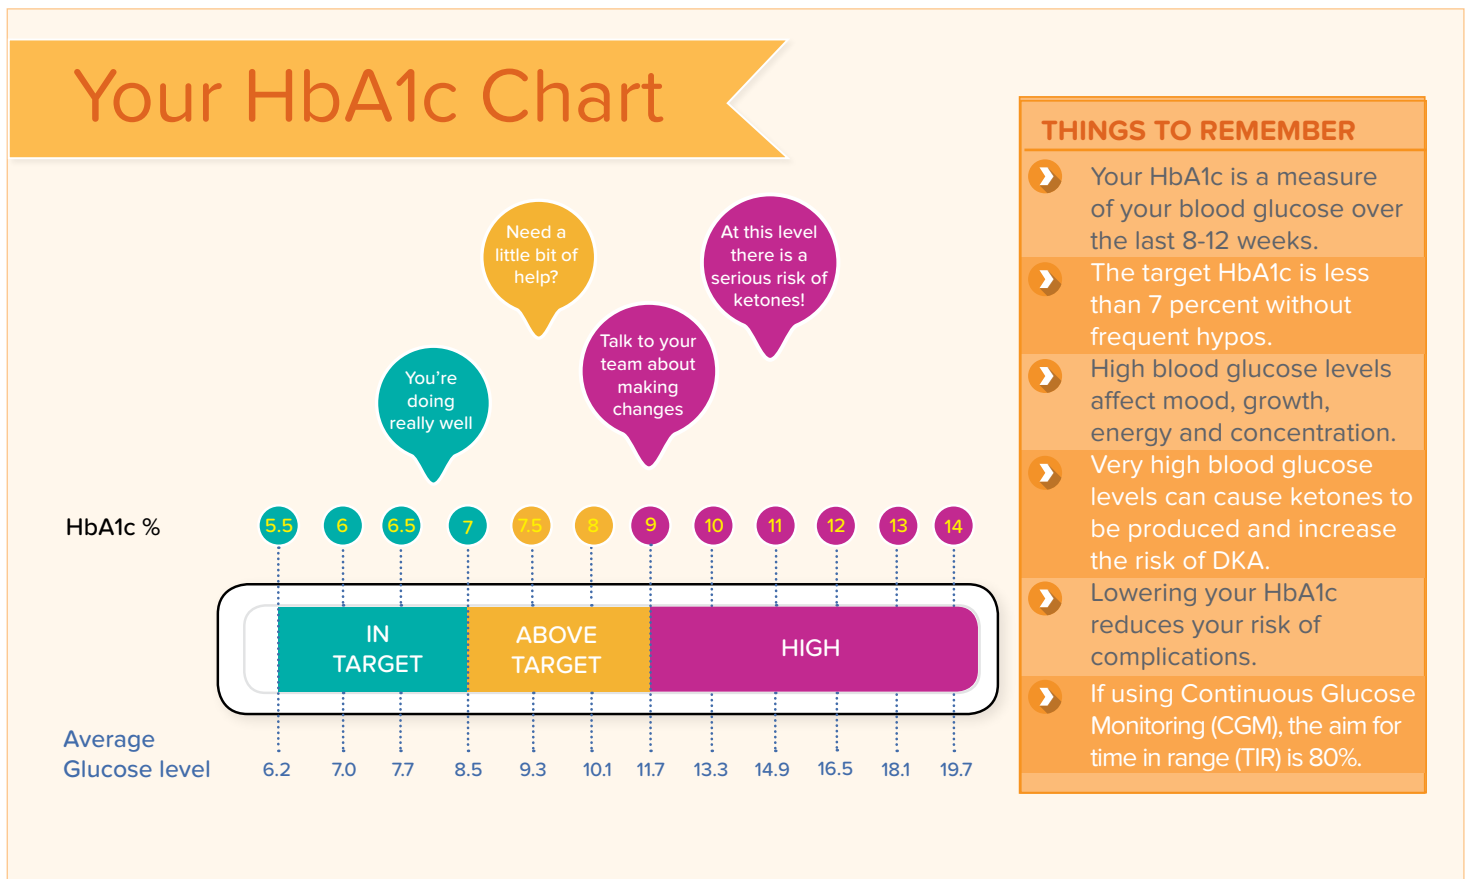 Your HbA1c Chart
Need a
little bit of
help?
At this level
there is a
serious risk of
ketones!
Talk to your
team about
making
changes
You’re
doing
really well
HbA1c %
5.5 6 6.5 7 7.5 8 9 10 11 12 13 14
IN
TARGET
ABOVE
TARGET
HIGH
Average
Glucose level
6.2 7.0 7.7 8.5 9.3 10.1 11.7 13.3 14.9 16.5 18.1 19.7
THINGS TO REMEMBER
Your HbA1c is a measure
of your blood glucose over
the last 8-12 weeks.
The target HbA1c is less
than 7 percent without
frequent hypos.
High blood glucose levels
affect mood, growth,
energy and concentration.
Very high blood glucose
levels can cause ketones to
be produced and increase
the risk of DKA.
Lowering your HbA1c
reduces your risk of
complications.
If using Continuous Glucose
Monitoring (CGM), the aim for
time in range (TIR) is 80%.